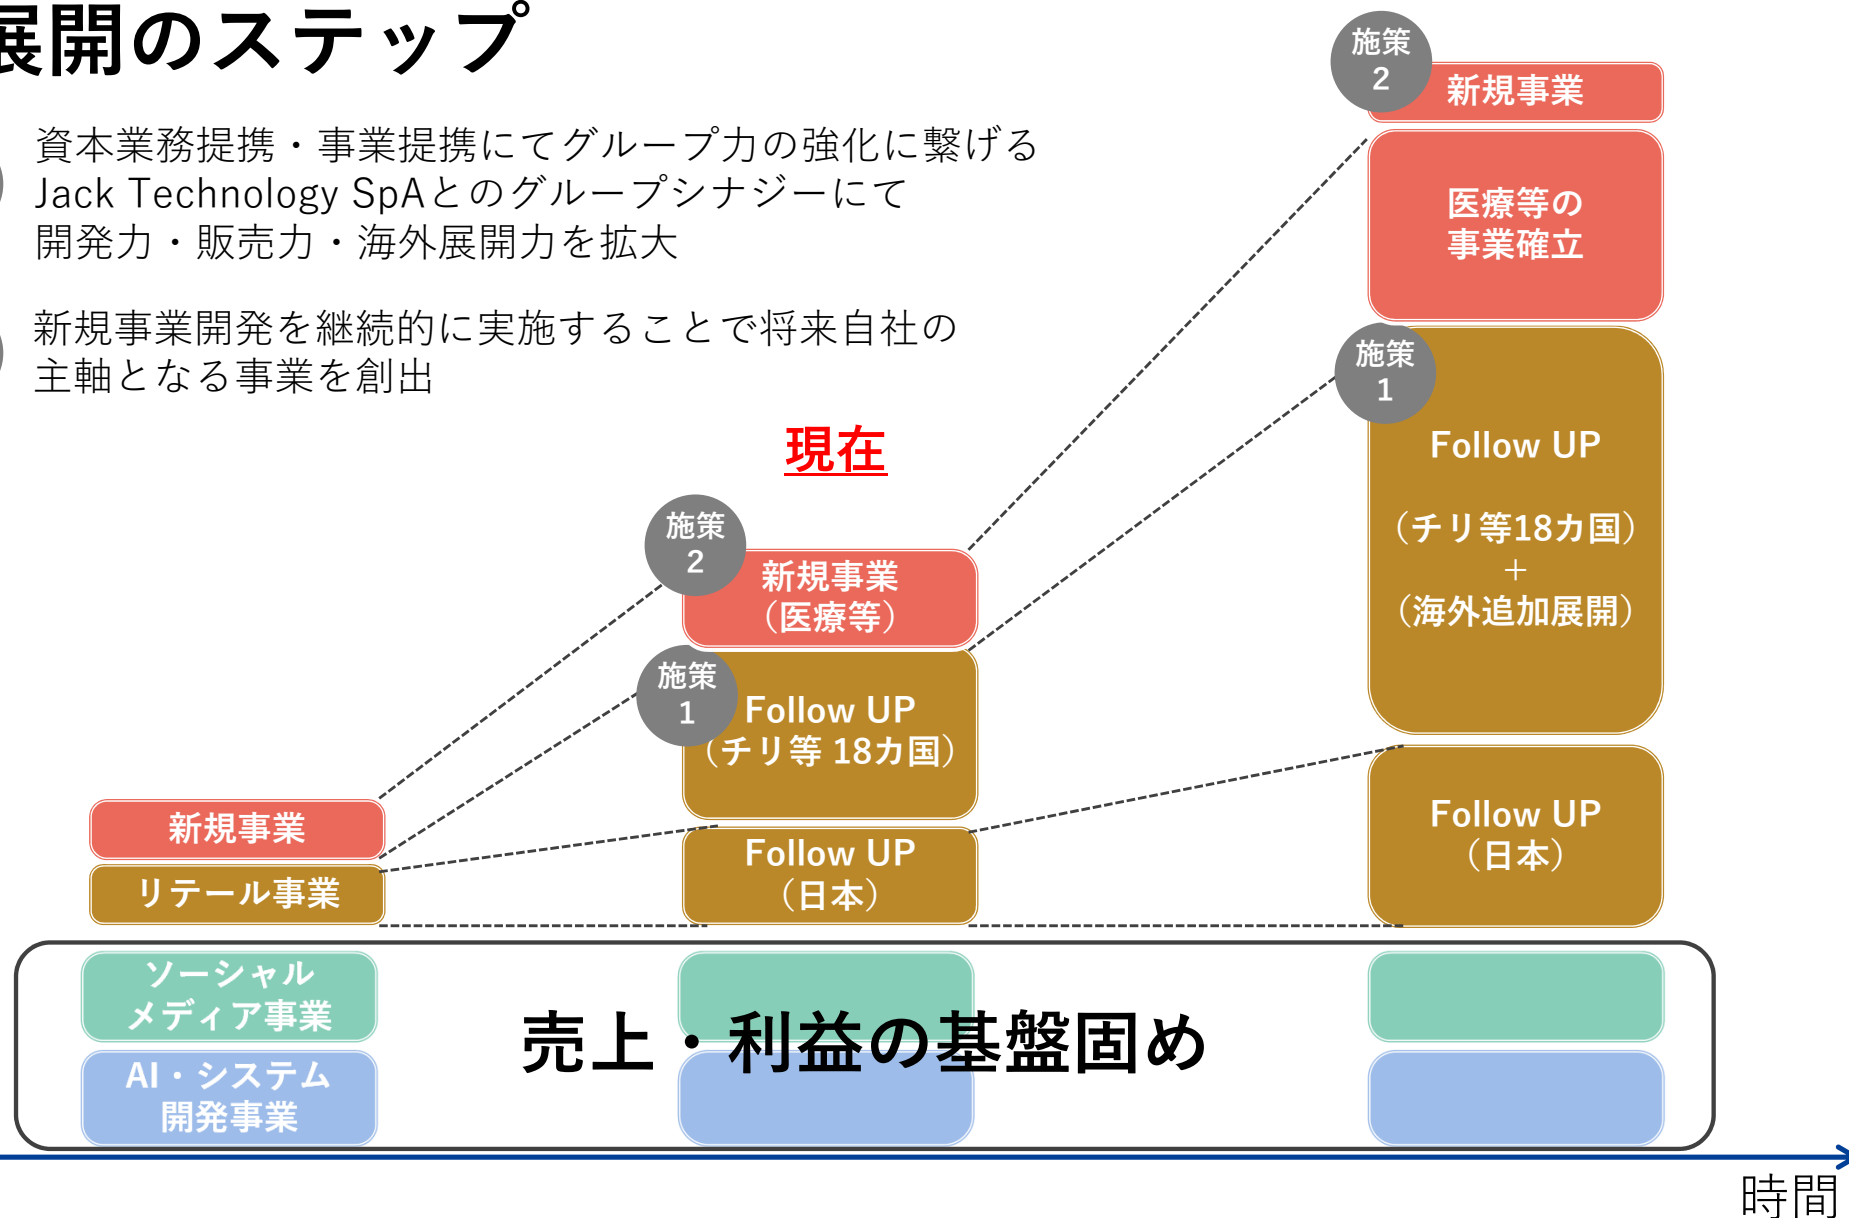 展開のステップ
資本業務提携・事業提携にてグループ力の強化に繋げる
Jack Technology SpAとのグループシナジーにて
開発力・販売力・海外展開力を拡大
新規事業開発を継続的に実施することで将来自社の
主軸となる事業を創出
新規事業
リテール事業
ソーシャル
メディア事業
AI・システム
開発事業
現在
施策
2
新規事業
（医療等）
施策
1
Follow UP
（チリ等 18カ国）
Follow UP
（日本）
施策
2
新規事業
医療等の
事業確立
施策
1
Follow UP
（チリ等18カ国）
＋
（海外追加展開）
Follow UP
（日本）
売上・利益の基盤固め
時間